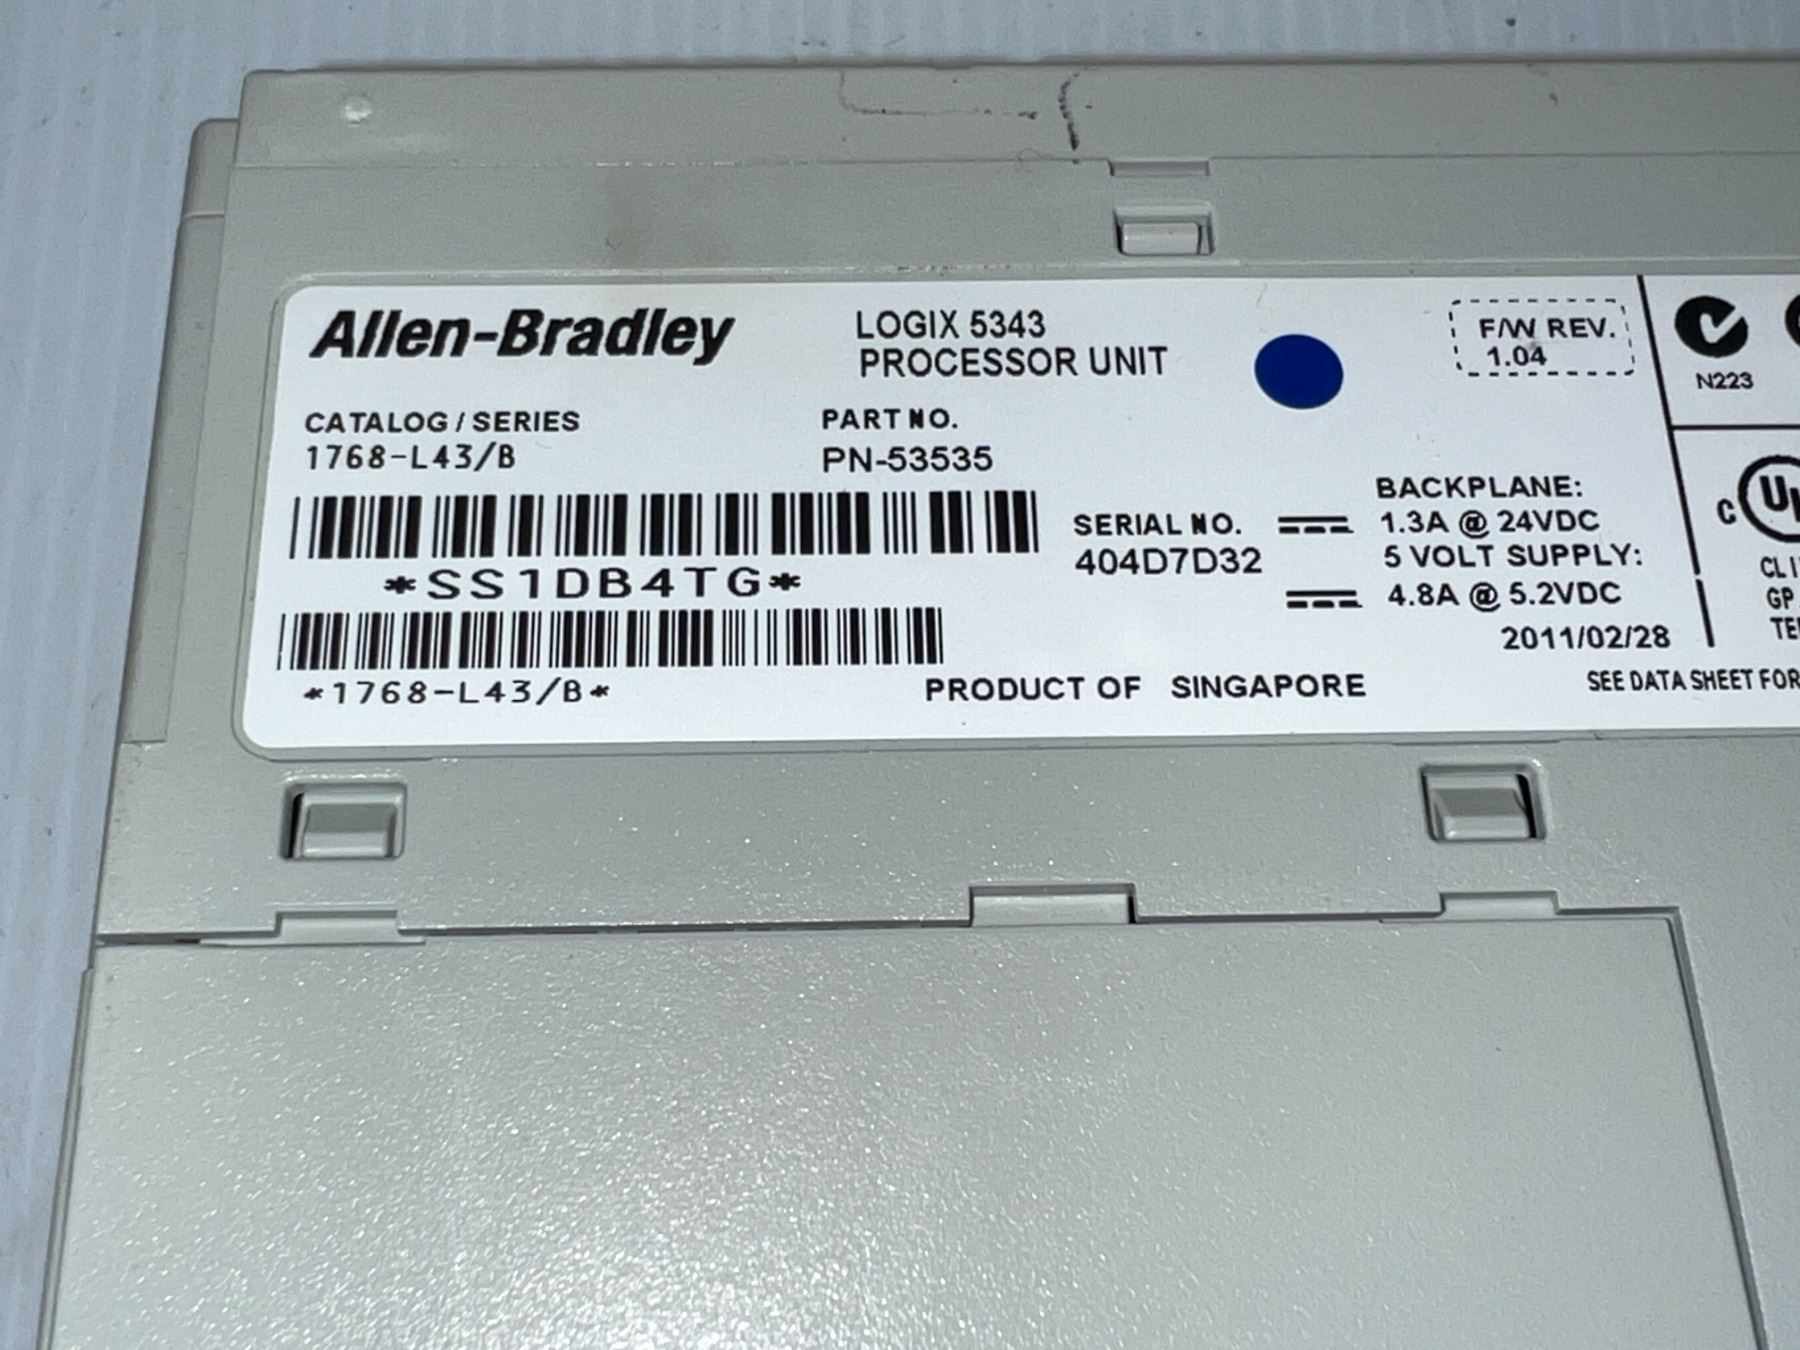 Allen-Bradley
LOGIX 5343
PROCESSOR UNIT
F/W REV.
1.04
N223
CATALOG / SERIES
1768-L43/B
PART NO.
PN-53535
*SS1DB4TG*
SERIAL NO.
404D7D32
BACKPLANE:
1.3A @ 24VDC
5 VOLT SUPPLY:
4.8A @ 5.2VDC
2011/02/28
C
*1768-L43/B*
PRODUCT OF SINGAPORE
SEE DATA SHEET FOR